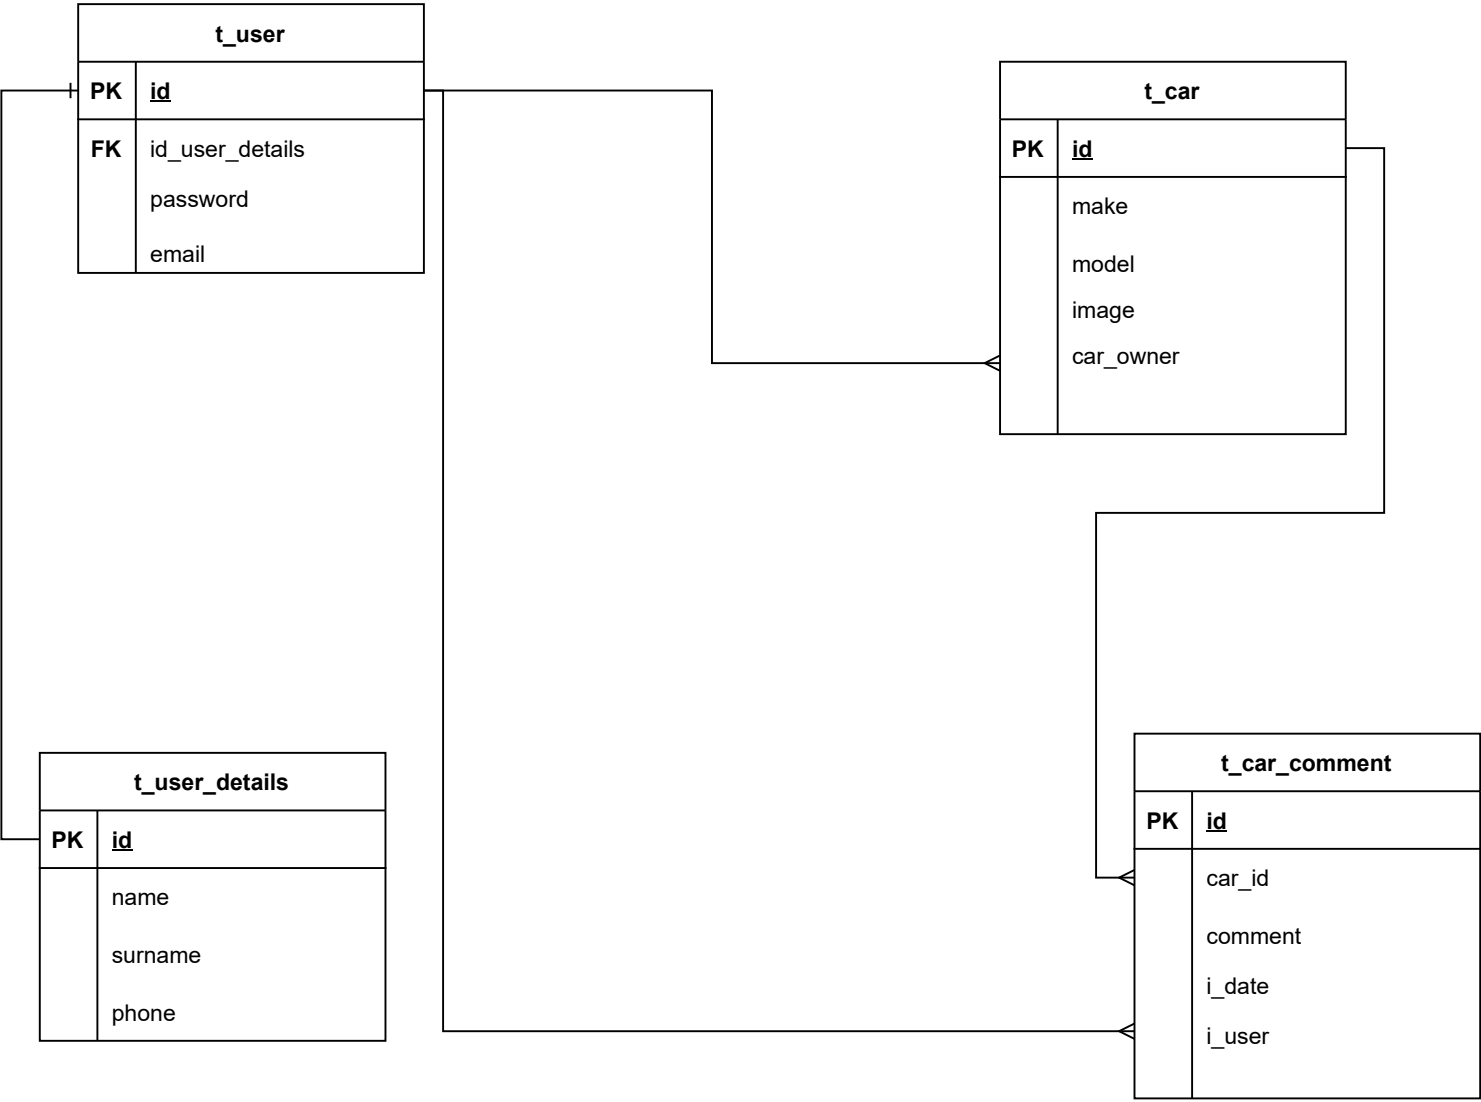 t_user
PK id
FK id_user_details
password
email
t_car
PK id
make
model
image
car_owner
t_user_details
PK id
name
surname
phone
t_car_comment
PK id
car_id
comment
i_date
i_user